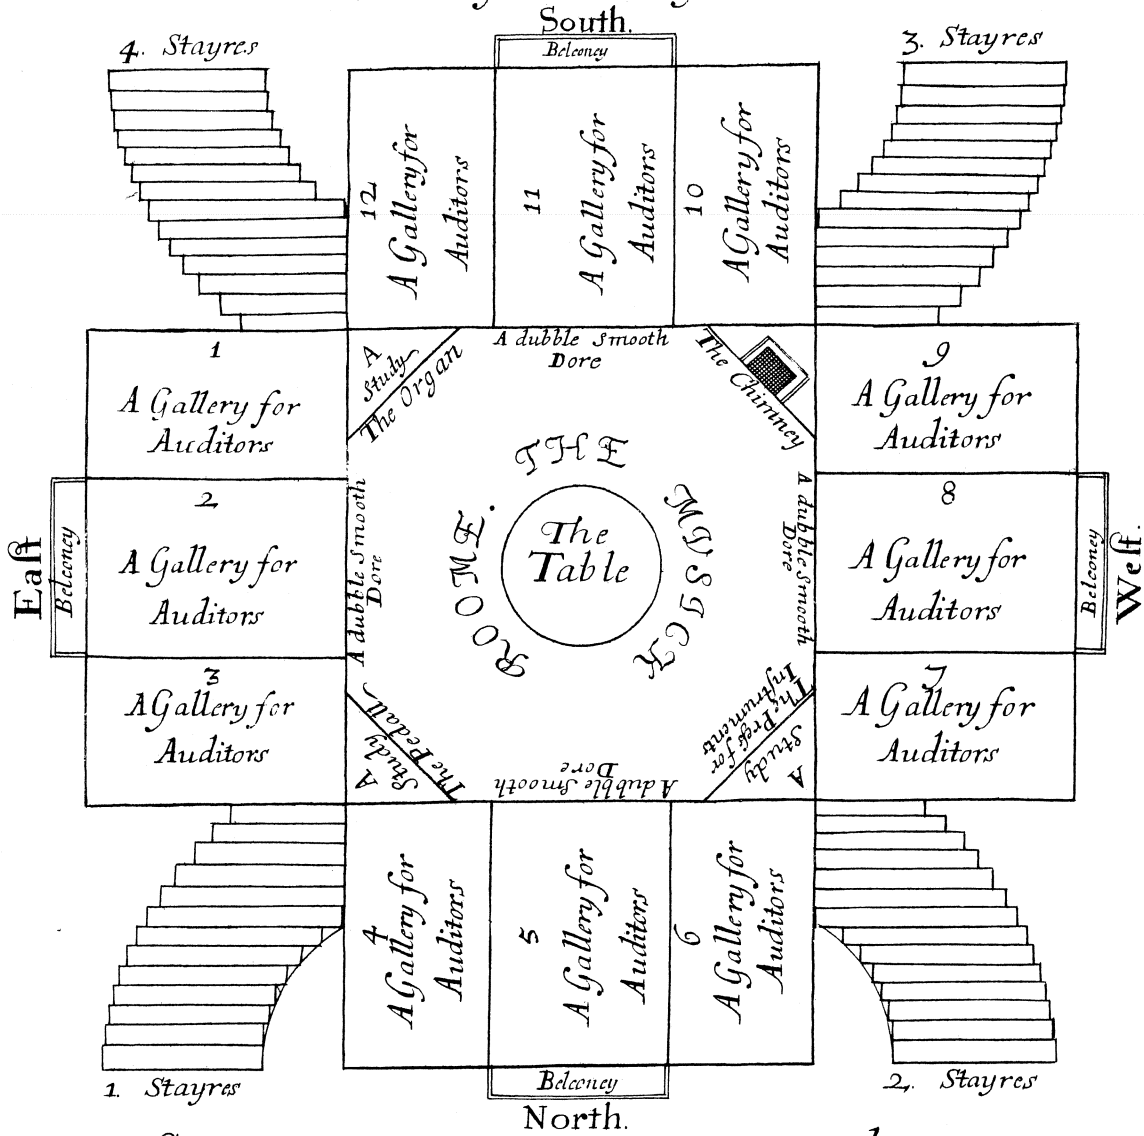 South.
Belconey
4. Stayres
3. Stayres
12
A Gallery for
Auditors
11
A Gallery for
Auditors
10
A Gallery for
Auditors
1
A Gallery for
Auditors
A
Study
The Organ
A dubble Smooth
Dore
The Chimney
9
A Gallery for
Auditors
East
Belconey
2
A Gallery for
Auditors
A dubble Smooth
Dore
THE
MVSICK
ROOME.
The
Table
A dubble Smooth
Dore
8
A Gallery for
Auditors
Belconey
West.
3
A Gallery for
Auditors
The Pedall
A
Study
A dubble Smooth
Dore
The Press for
Instruments
A
Study
7
A Gallery for
Auditors
4
A Gallery for
Auditors
5
A Gallery for
Auditors
6
A Gallery for
Auditors
1. Stayres
2. Stayres
Belconey
North.